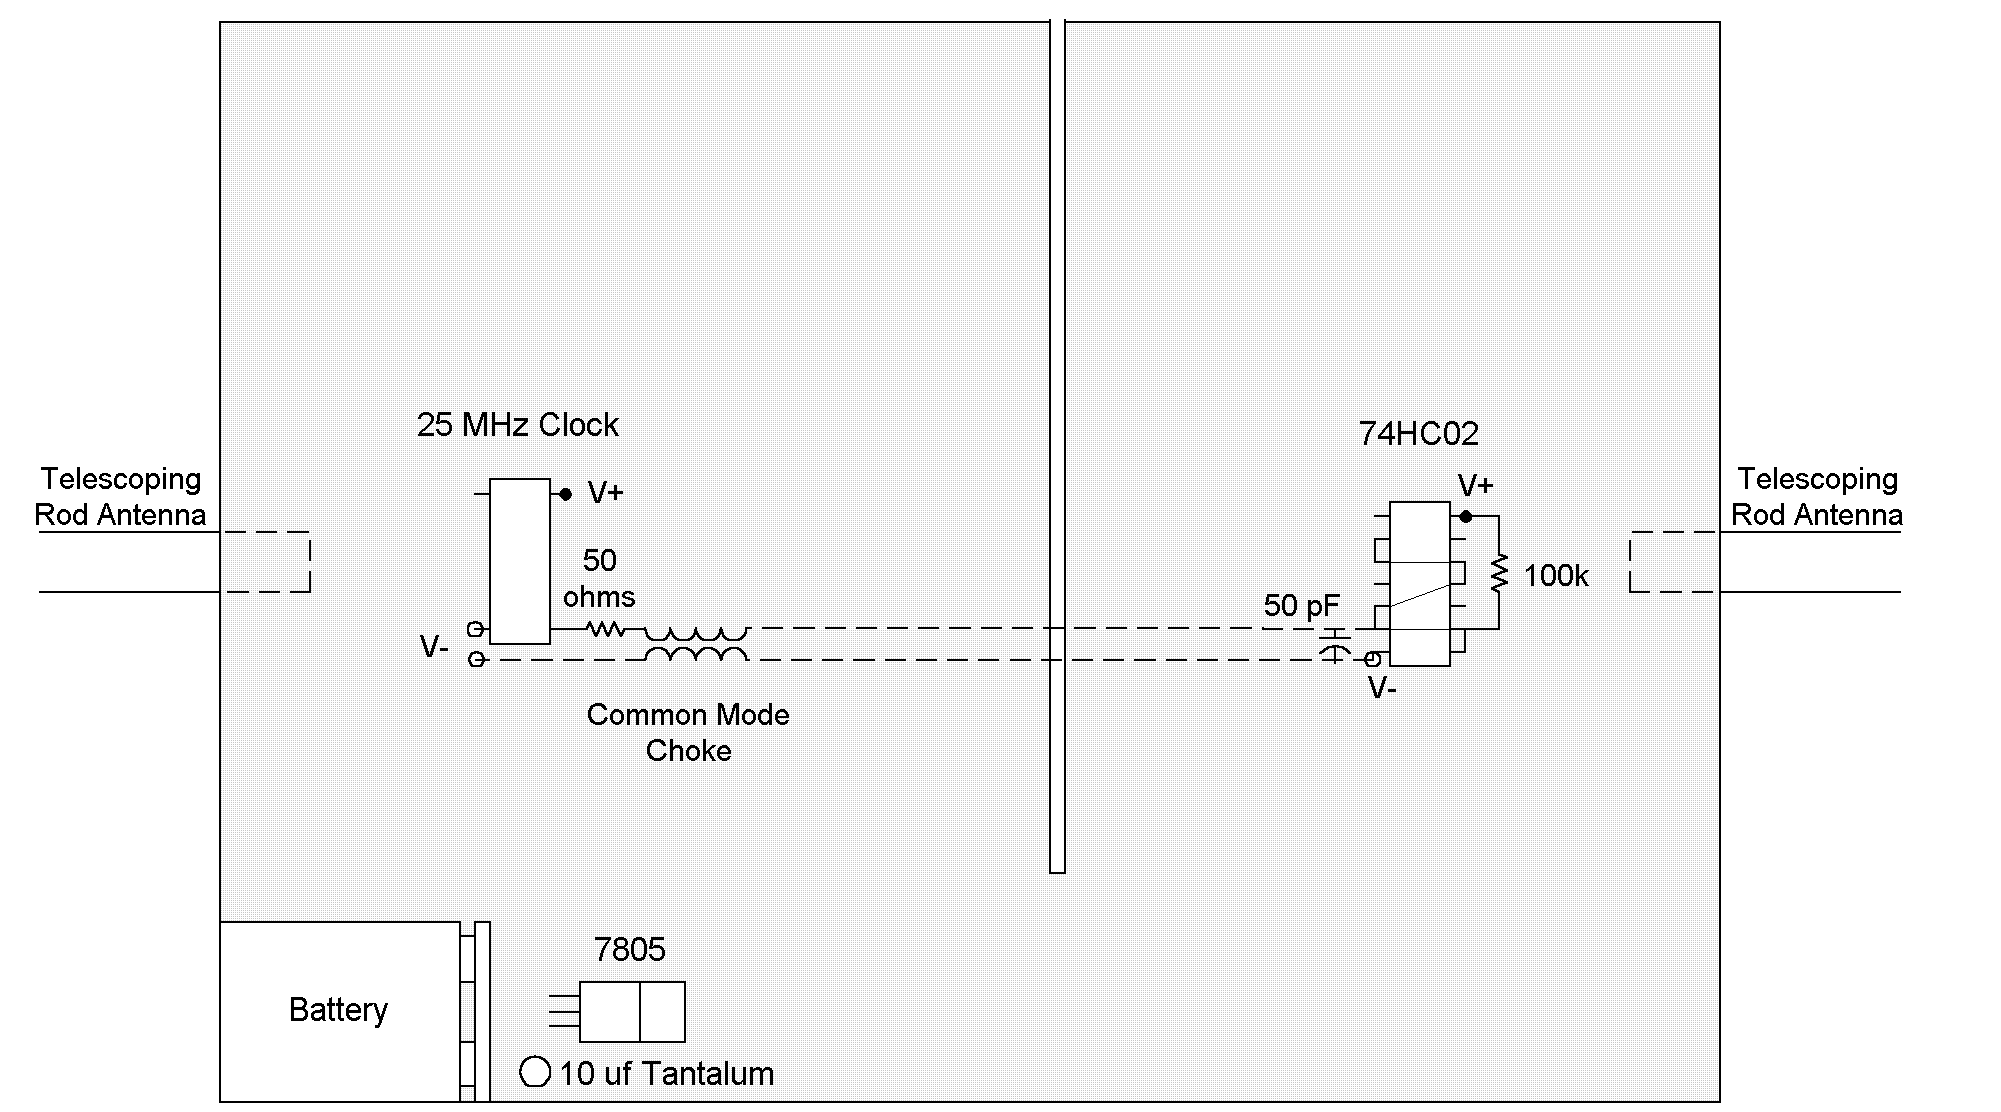 25 MHz Clock
74HC02
Telescoping
Rod Antenna
V+
V+
Telescoping
Rod Antenna
50
ohms
100k
50 pF
V-
V-
Common Mode
Choke
7805
Battery
10 uf Tantalum